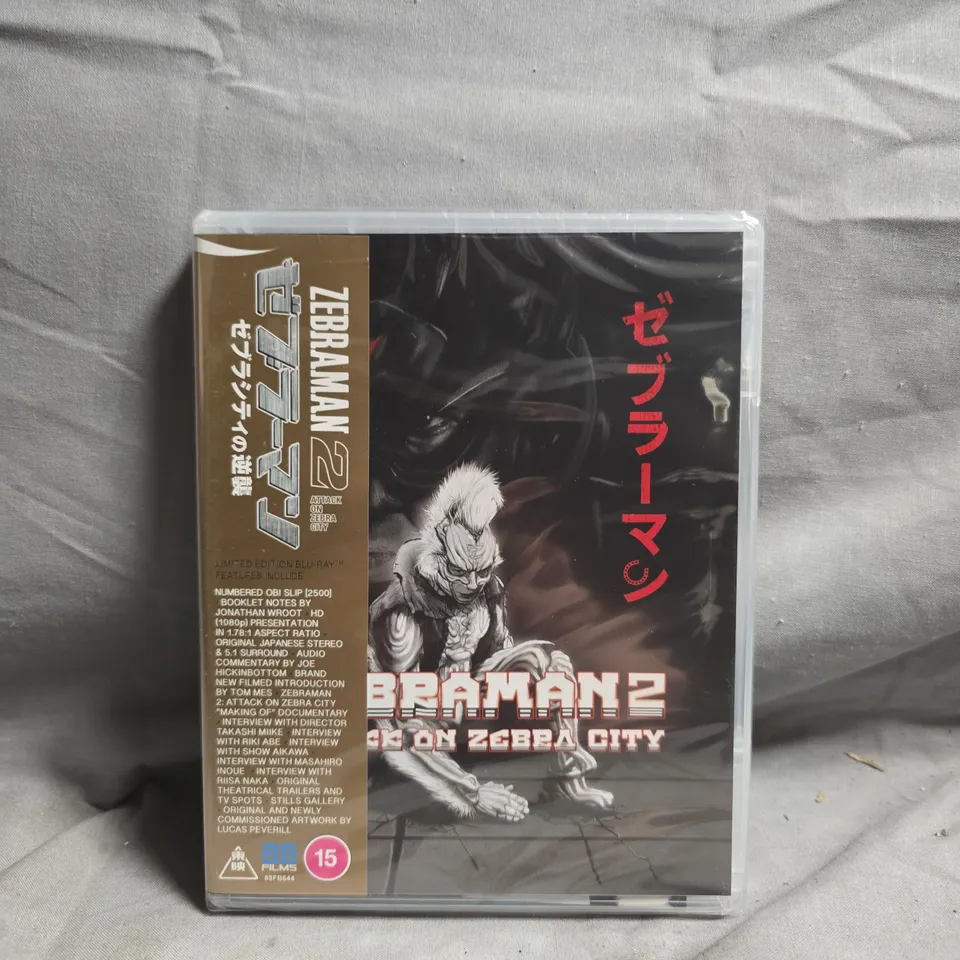 ZEBRAMAN 2
ATTACK
ON
ZEBRA
CITY
ゼブラーマン
ゼブラシティの逆襲
LIMITED EDITION BLU-RAY™
FEATURES INCLUDE
NUMBERED OBI SLIP [2500]
· BOOKLET NOTES BY
JONATHAN WROOT · HD
(1080p) PRESENTATION
IN 1.78:1 ASPECT RATIO ·
ORIGINAL JAPANESE STEREO
& 5.1 SURROUND · AUDIO
COMMENTARY BY JOE
HICKINBOTTOM · BRAND
NEW FILMED INTRODUCTION
BY TOM MES · ZEBRAMAN
2: ATTACK ON ZEBRA CITY
"MAKING OF" DOCUMENTARY
· INTERVIEW WITH DIRECTOR
TAKASHI MIIKE · INTERVIEW
WITH RIKI ABE · INTERVIEW
WITH SHOW AIKAWA ·
INTERVIEW WITH MASAHIRO
INOUE · INTERVIEW WITH
RIISA NAKA · ORIGINAL
THEATRICAL TRAILERS AND
TV SPOTS · STILLS GALLERY
· ORIGINAL AND NEWLY
COMMISSIONED ARTWORK BY
LUCAS PEVERILL
東映
88
FILMS
88FB644
15
ゼブラーマン
BRAMAN 2
CK ON ZEBRA CITY